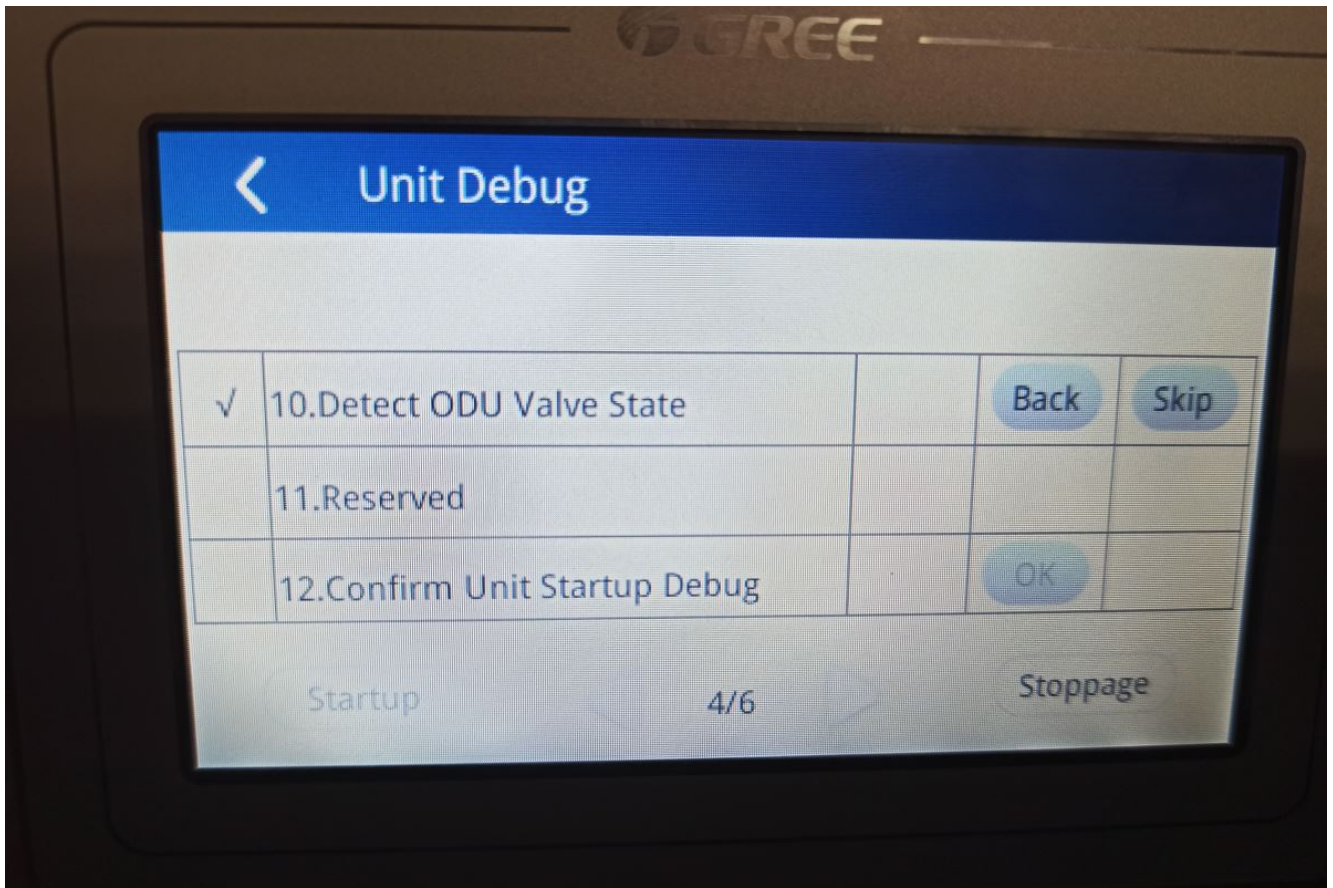 GREE
Unit Debug
√ 10.Detect ODU Valve State Back Skip
11.Reserved
12.Confirm Unit Startup Debug OK
Startup 4/6 Stoppage